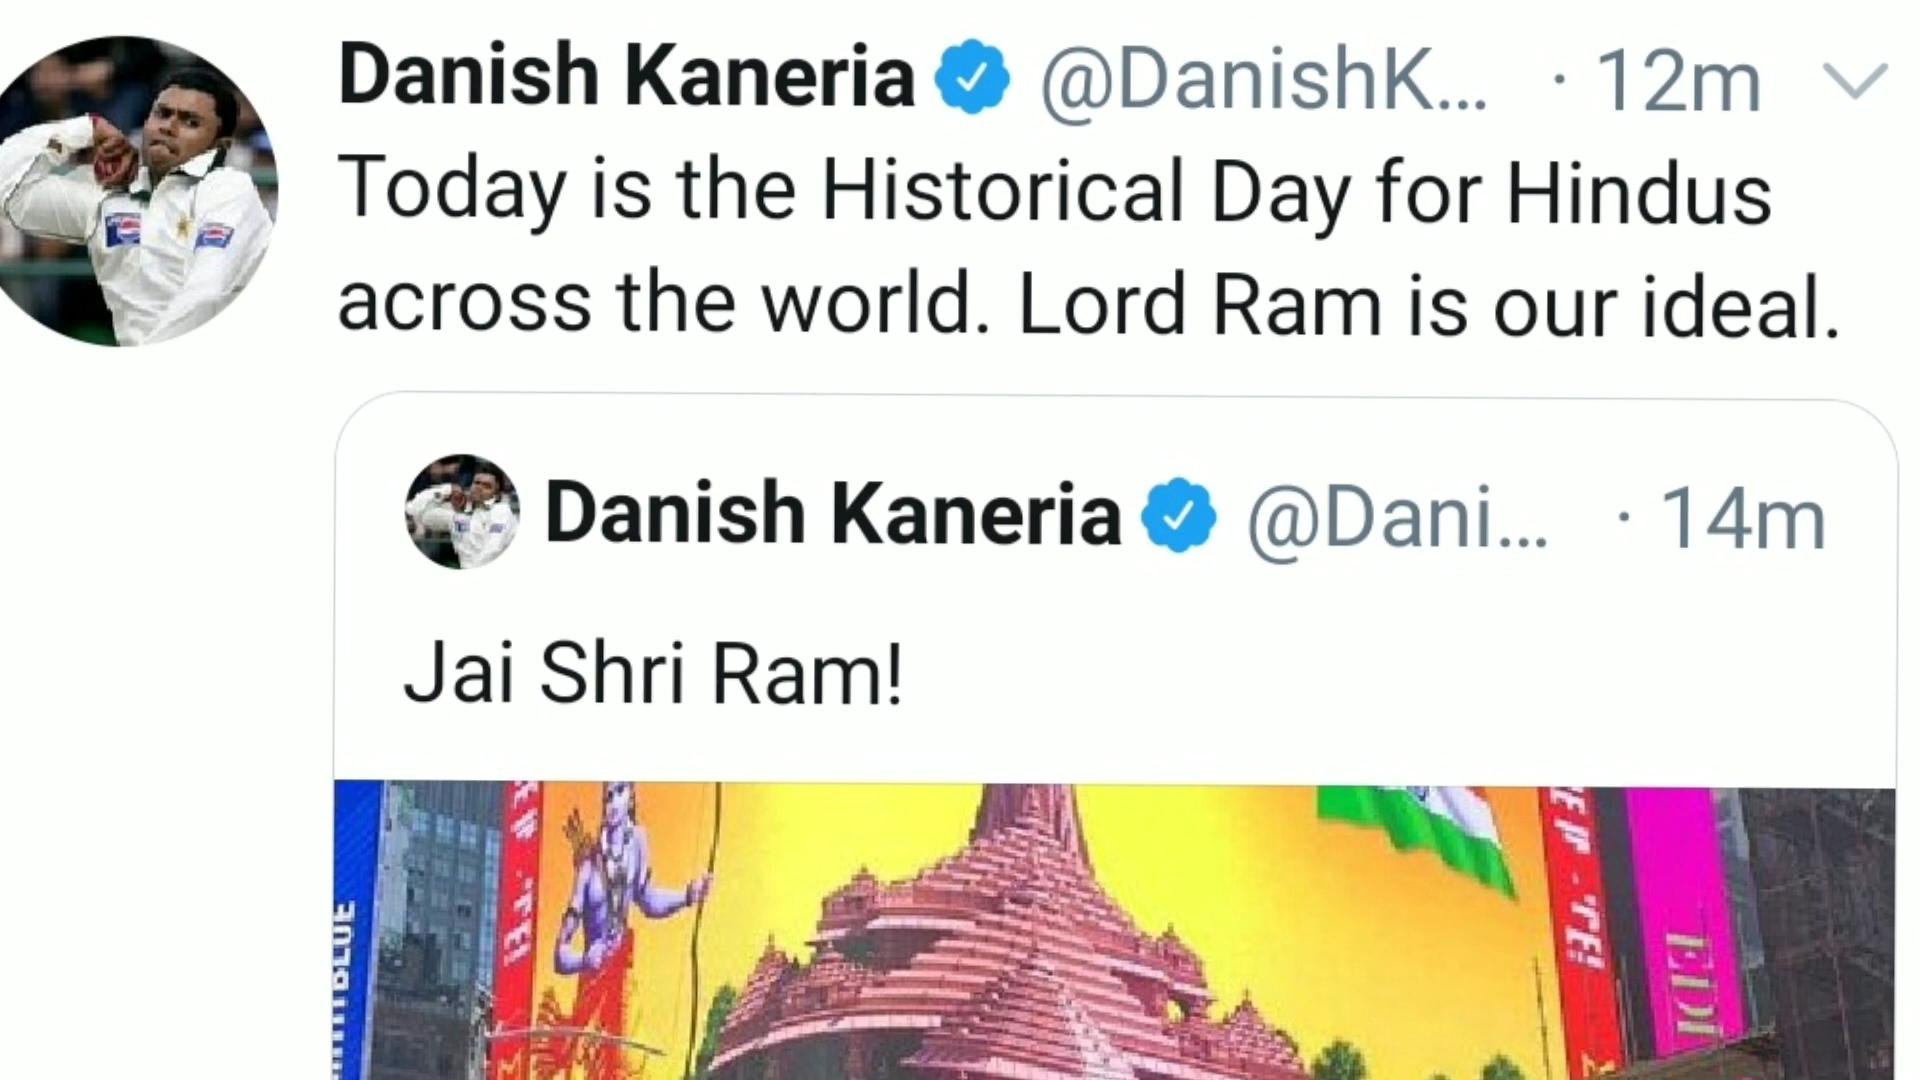 Danish Kaneria @DanishK... · 12m
Today is the Historical Day for Hindus
across the world. Lord Ram is our ideal.
Danish Kaneria @Dani... · 14m
Jai Shri Ram!